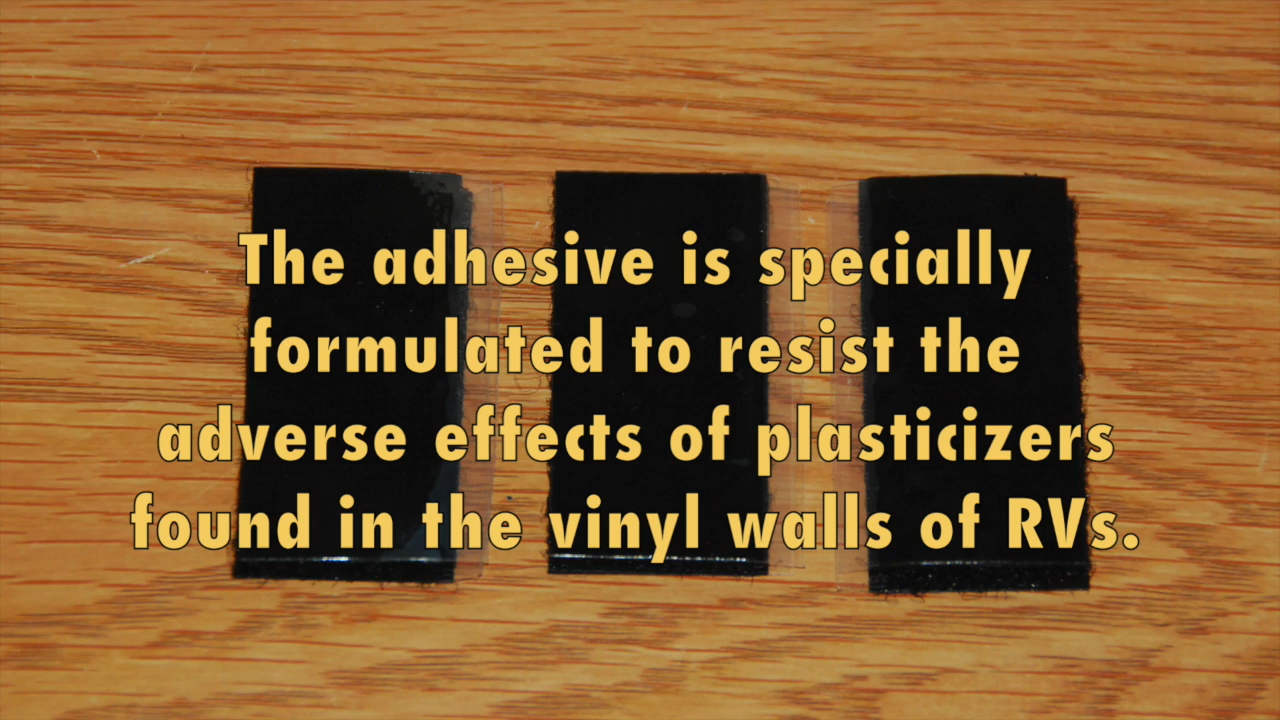 The adhesive is specially
formulated to resist the
adverse effects of plasticizers
found in the vinyl walls of RVs.